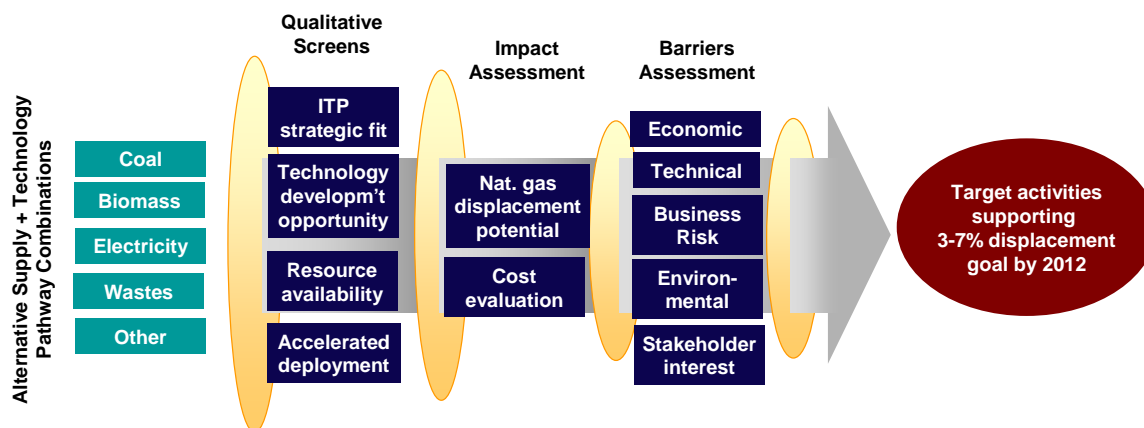 Alternative Supply + Technology
Pathway Combinations
Coal
Biomass
Electricity
Wastes
Other
Qualitative
Screens
ITP
strategic fit
Technology
developm't
opportunity
Resource
availability
Accelerated
deployment
Impact
Assessment
Nat. gas
displacement
potential
Cost
evaluation
Barriers
Assessment
Economic
Technical
Business
Risk
Environ-
mental
Stakeholder
interest
Target activities
supporting
3-7% displacement
goal by 2012